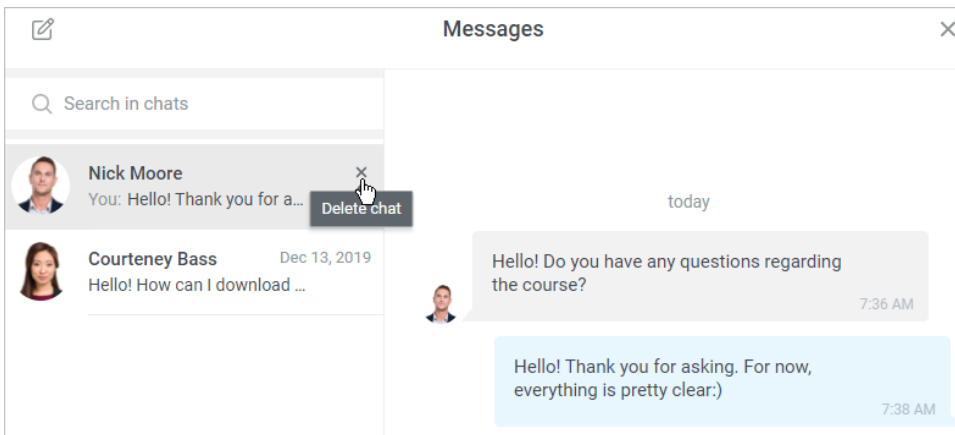 Messages
Search in chats
Nick Moore
You: Hello! Thank you for a...
Delete chat
Courteney Bass Dec 13, 2019
Hello! How can I download ...
today
Hello! Do you have any questions regarding
the course?
7:36 AM
Hello! Thank you for asking. For now,
everything is pretty clear:)
7:38 AM